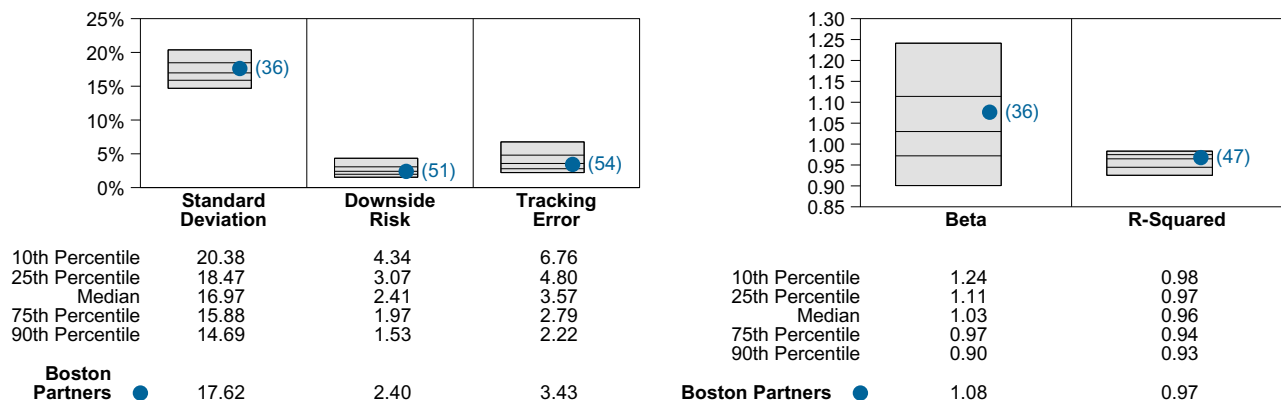 25%
20%
15%
10%
5%
0%
(36)
(51)
(54)
Standard
Deviation
Downside
Risk
Tracking
Error
10th Percentile 20.38 4.34 6.76
25th Percentile 18.47 3.07 4.80
Median 16.97 2.41 3.57
75th Percentile 15.88 1.97 2.79
90th Percentile 14.69 1.53 2.22
Boston
Partners 17.62 2.40 3.43
1.30
1.25
1.20
1.15
1.10
1.05
1.00
0.95
0.90
0.85
(36)
(47)
Beta R-Squared
10th Percentile 1.24 0.98
25th Percentile 1.11 0.97
Median 1.03 0.96
75th Percentile 0.97 0.94
90th Percentile 0.90 0.93
Boston Partners 1.08 0.97